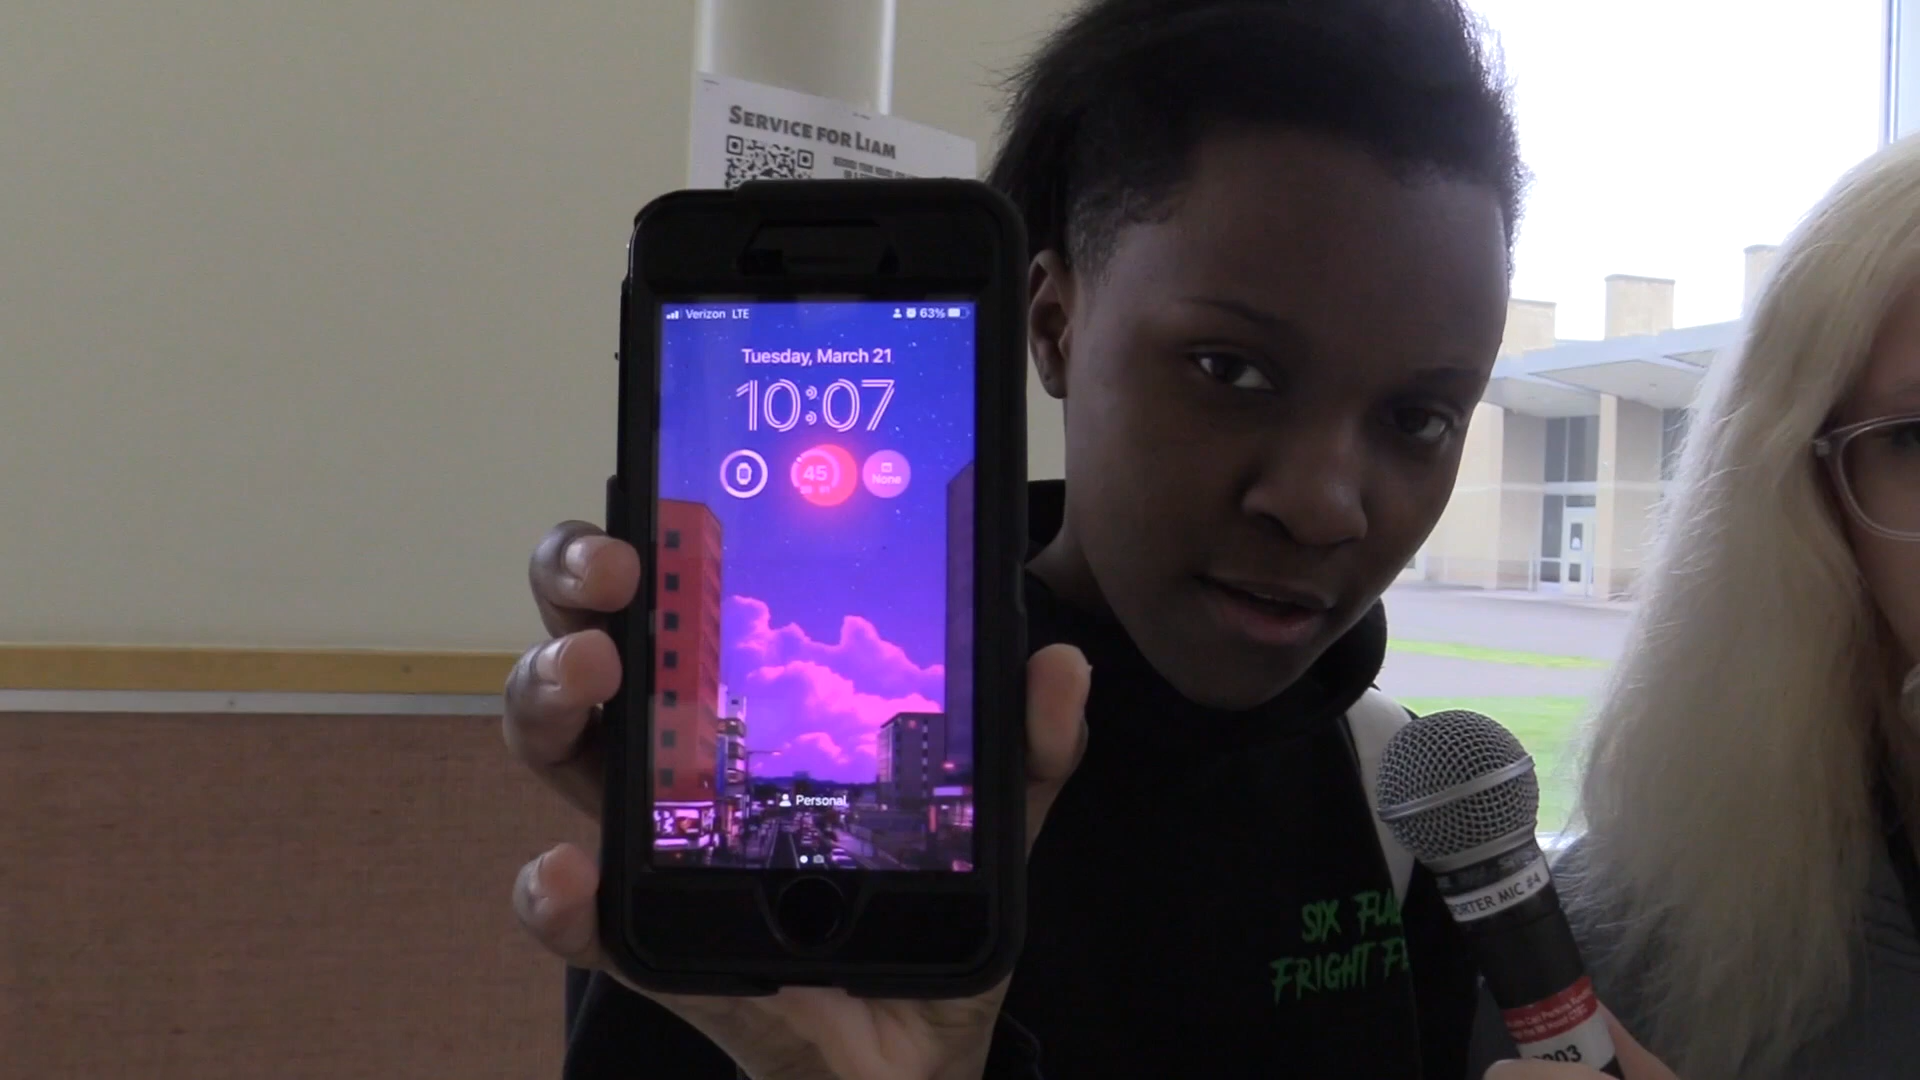 SERVICE FOR LIAM
Verizon LTE
63%
Tuesday, March 21
10:07
45
None
Personal
SIX FLA
FRIGHT FE
ORTER MIC #4
003